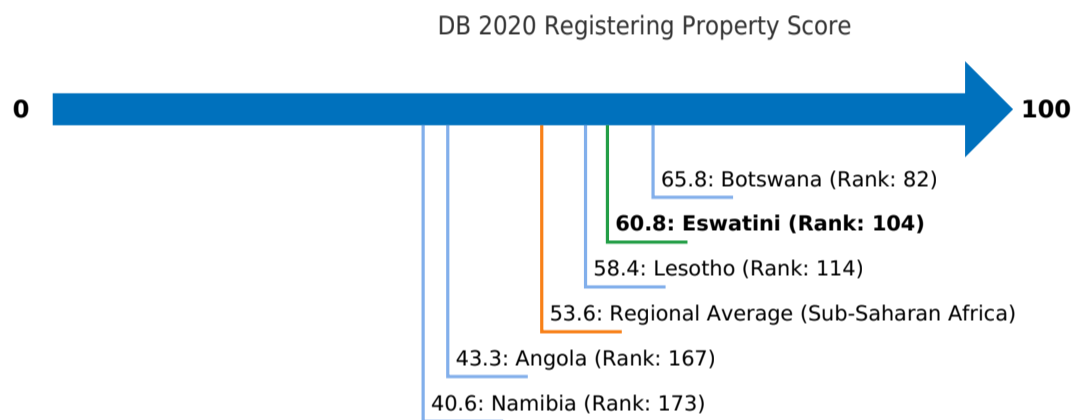 DB 2020 Registering Property Score
0
100
65.8: Botswana (Rank: 82)
60.8: Eswatini (Rank: 104)
58.4: Lesotho (Rank: 114)
53.6: Regional Average (Sub-Saharan Africa)
43.3: Angola (Rank: 167)
40.6: Namibia (Rank: 173)